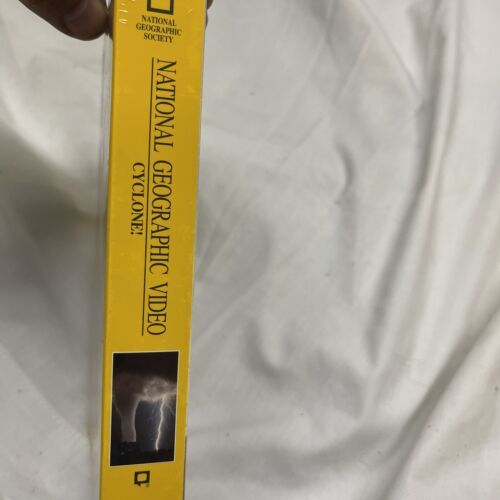 NATIONAL
GEOGRAPHIC
SOCIETY
NATIONAL GEOGRAPHIC VIDEO
CYCLONE!